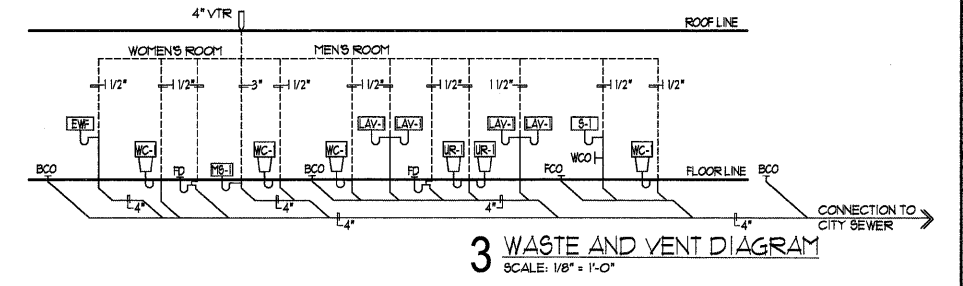 4" VTR
ROOF LINE
WOMEN'S ROOM MEN'S ROOM
1 1/2" 1 1/2" 3" 1 1/2" 1 1/2" 1 1/2" 1 1/2" 1 1/2" 1 1/2"
EWF LAV-1 LAV-1 LAV-1 LAV-1 S-1
WC-1 WC-1 WC-1 UR-1 UR-1 WCO WC-1
BCO FD MS-1 BCO FD FCO FLOOR LINE BCO
4" 4" 4"
4" 4"
CONNECTION TO
CITY SEWER
3 WASTE AND VENT DIAGRAM
SCALE: 1/8" = 1'-0"